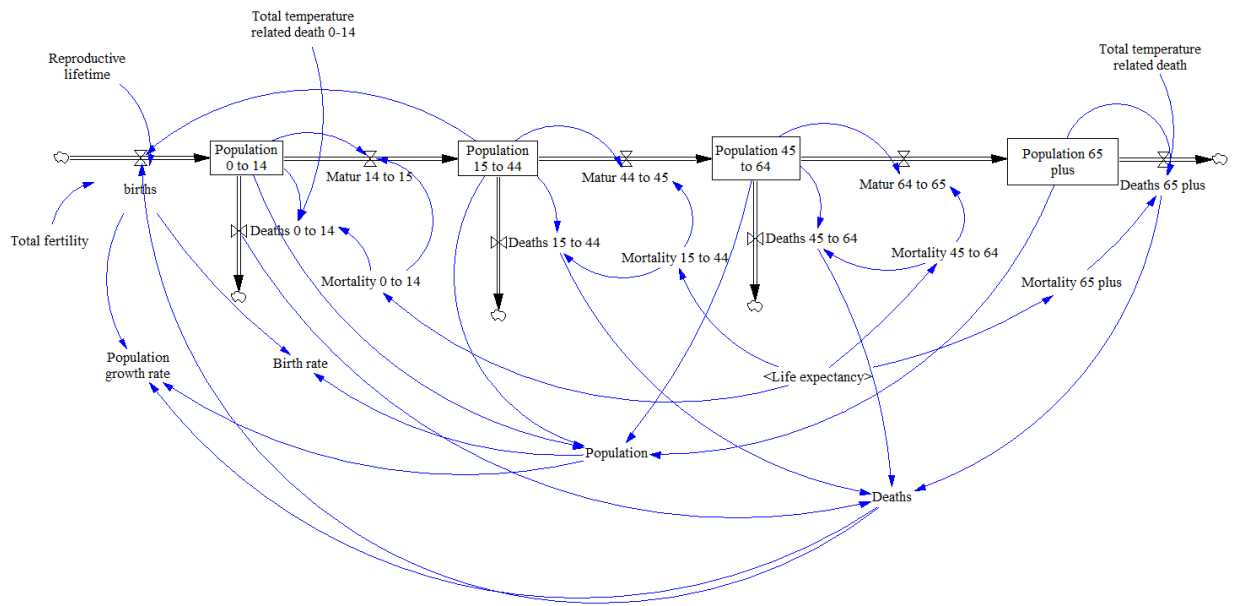 Total temperature
related death 0-14
Reproductive
lifetime
Total temperature
related death
Population
0 to 14
Population
15 to 44
Population 45
to 64
Population 65
plus
births
Matur 14 to 15
Matur 44 to 45
Matur 64 to 65
Deaths 65 plus
Total fertility
Deaths 0 to 14
Deaths 15 to 44
Deaths 45 to 64
Mortality 0 to 14
Mortality 15 to 44
Mortality 45 to 64
Mortality 65 plus
Population
growth rate
Birth rate
<Life expectancy>
Population
Deaths